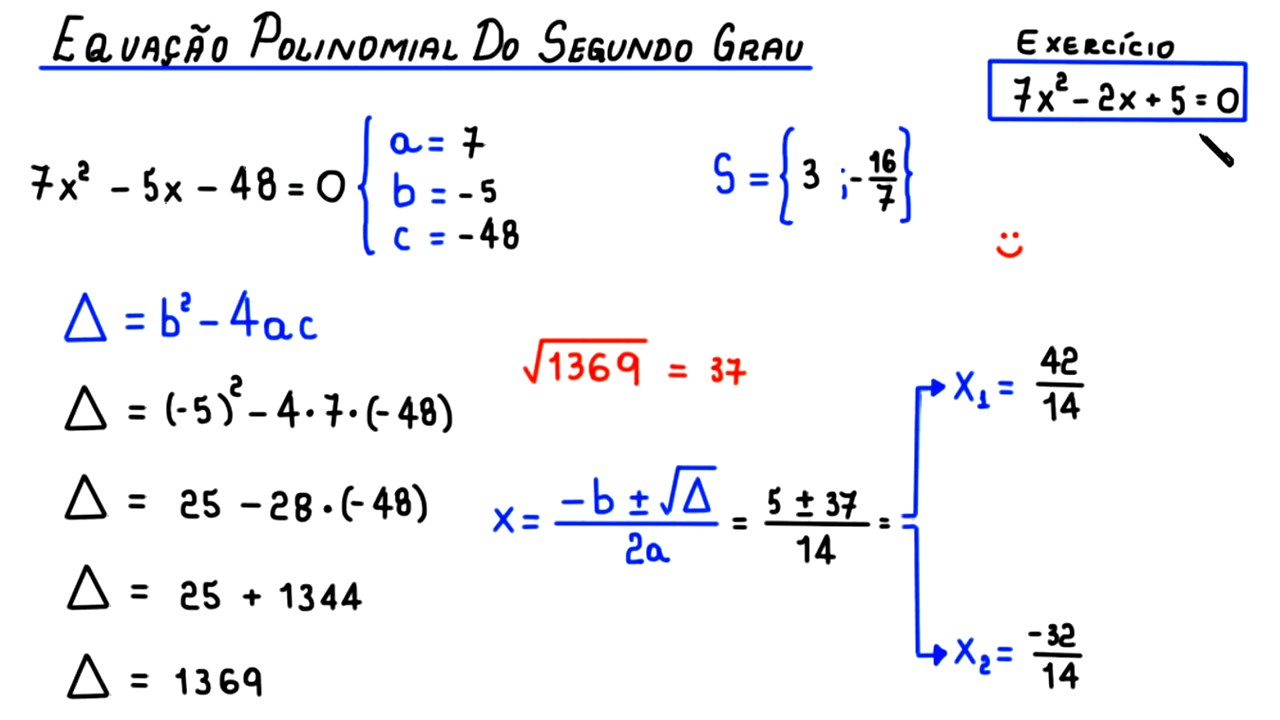 EQUAÇÃO POLINOMIAL DO SEGUNDO GRAU
EXERCÍCIO
7x² - 2x + 5 = 0
7x² - 5x - 48 = 0
a = 7
b = -5
c = -48
S = {3 ; -16/7}
Δ = b² - 4ac
Δ = (-5)² - 4·7·(-48)
Δ = 25 - 28·(-48)
Δ = 25 + 1344
Δ = 1369
√1369 = 37
x = (-b ± √Δ)/2a = (5 ± 37)/14 =
X₁ = 42/14
X₂ = -32/14